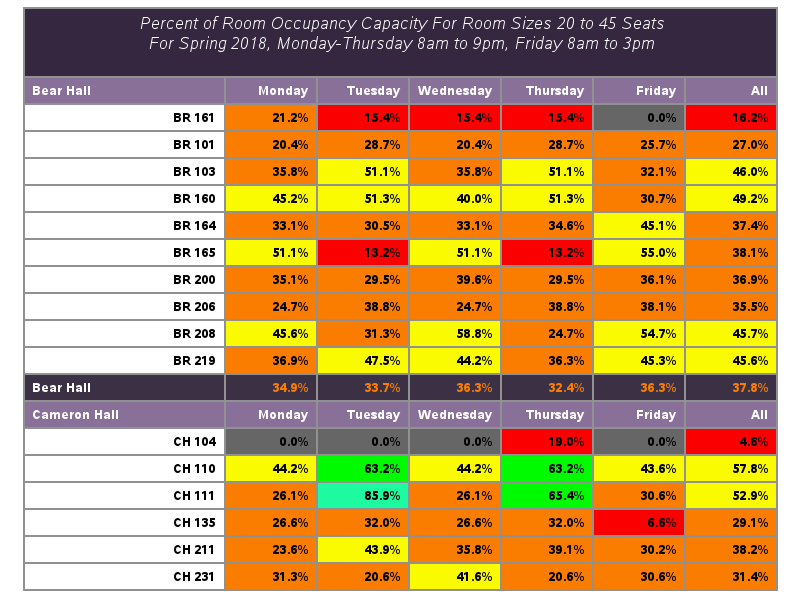 Percent of Room Occupancy Capacity For Room Sizes 20 to 45 Seats
For Spring 2018, Monday-Thursday 8am to 9pm, Friday 8am to 3pm
Bear Hall Monday Tuesday Wednesday Thursday Friday All
BR 161 21.2% 15.4% 15.4% 15.4% 0.0% 16.2%
BR 101 20.4% 28.7% 20.4% 28.7% 25.7% 27.0%
BR 103 35.8% 51.1% 35.8% 51.1% 32.1% 46.0%
BR 160 45.2% 51.3% 40.0% 51.3% 30.7% 49.2%
BR 164 33.1% 30.5% 33.1% 34.6% 45.1% 37.4%
BR 165 51.1% 13.2% 51.1% 13.2% 55.0% 38.1%
BR 200 35.1% 29.5% 39.6% 29.5% 36.1% 36.9%
BR 206 24.7% 38.8% 24.7% 38.8% 38.1% 35.5%
BR 208 45.6% 31.3% 58.8% 24.7% 54.7% 45.7%
BR 219 36.9% 47.5% 44.2% 36.3% 45.3% 45.6%
Bear Hall 34.9% 33.7% 36.3% 32.4% 36.3% 37.8%
Cameron Hall Monday Tuesday Wednesday Thursday Friday All
CH 104 0.0% 0.0% 0.0% 19.0% 0.0% 4.6%
CH 110 44.2% 63.2% 44.2% 63.2% 43.6% 57.8%
CH 111 26.1% 85.9% 26.1% 65.4% 30.6% 52.9%
CH 135 26.6% 32.0% 26.6% 32.0% 6.6% 29.1%
CH 211 23.6% 43.9% 35.8% 39.1% 30.2% 38.2%
CH 231 31.3% 20.6% 41.6% 20.6% 30.6% 31.4%